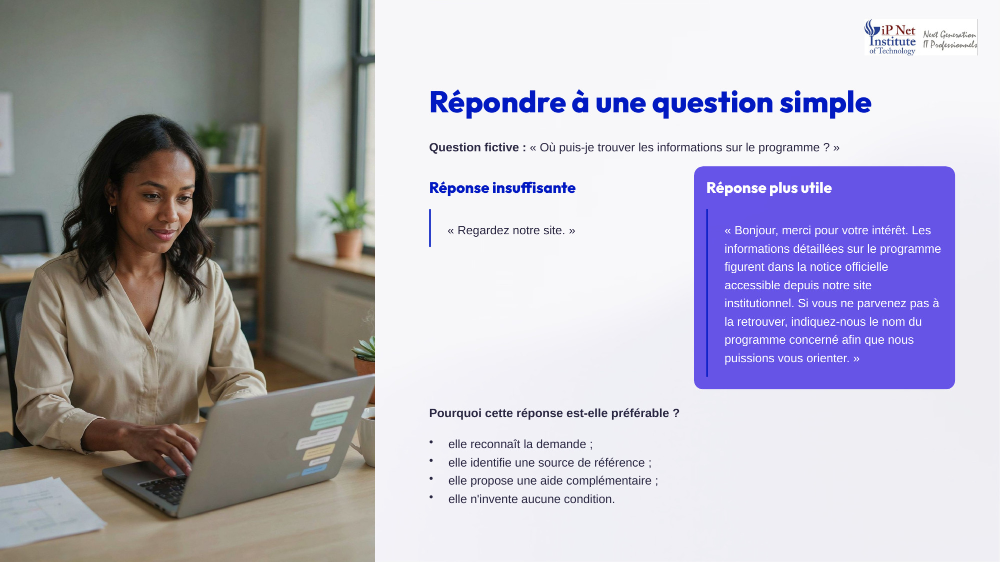 iP Net
Institute
of Technology
Next Generation
IT Professionnels
Répondre à une question simple
Question fictive : « Où puis-je trouver les informations sur le programme ? »
Réponse insuffisante
« Regardez notre site. »
Réponse plus utile
« Bonjour, merci pour votre intérêt. Les
informations détaillées sur le programme
figurent dans la notice officielle
accessible depuis notre site
institutionnel. Si vous ne parvenez pas à
la retrouver, indiquez-nous le nom du
programme concerné afin que nous
puissions vous orienter. »
Pourquoi cette réponse est-elle préférable ?
• elle reconnaît la demande ;
• elle identifie une source de référence ;
• elle propose une aide complémentaire ;
• elle n'invente aucune condition.